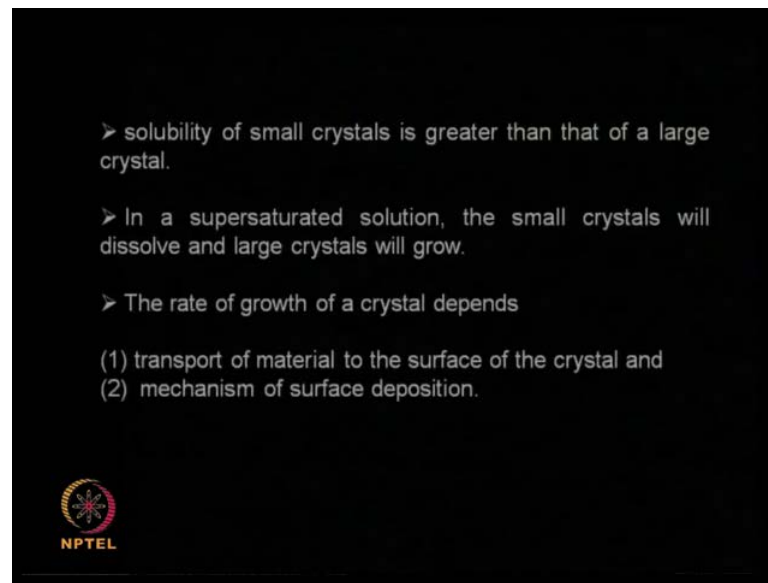 ➢ solubility of small crystals is greater than that of a large
crystal.
➢ In a supersaturated solution, the small crystals will
dissolve and large crystals will grow.
➢ The rate of growth of a crystal depends
(1) transport of material to the surface of the crystal and
(2) mechanism of surface deposition.
NPTEL